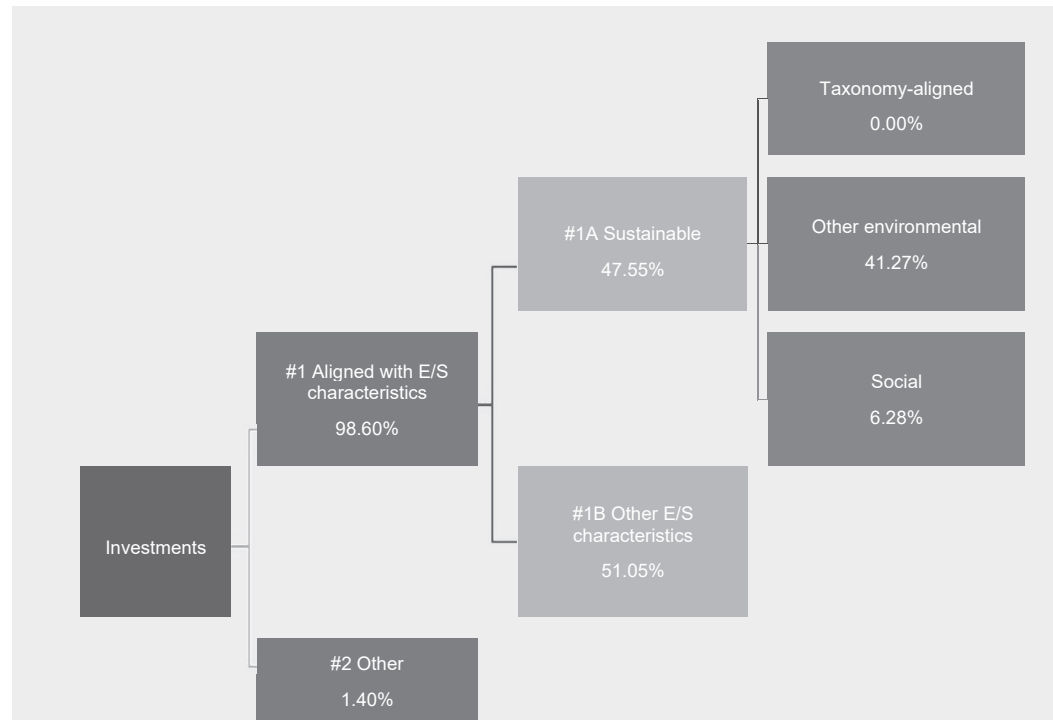 Taxonomy-aligned
0.00%
#1A Sustainable
47.55%
Other environmental
41.27%
#1 Aligned with E/S
characteristics
98.60%
Social
6.28%
Investments
#1B Other E/S
characteristics
51.05%
#2 Other
1.40%